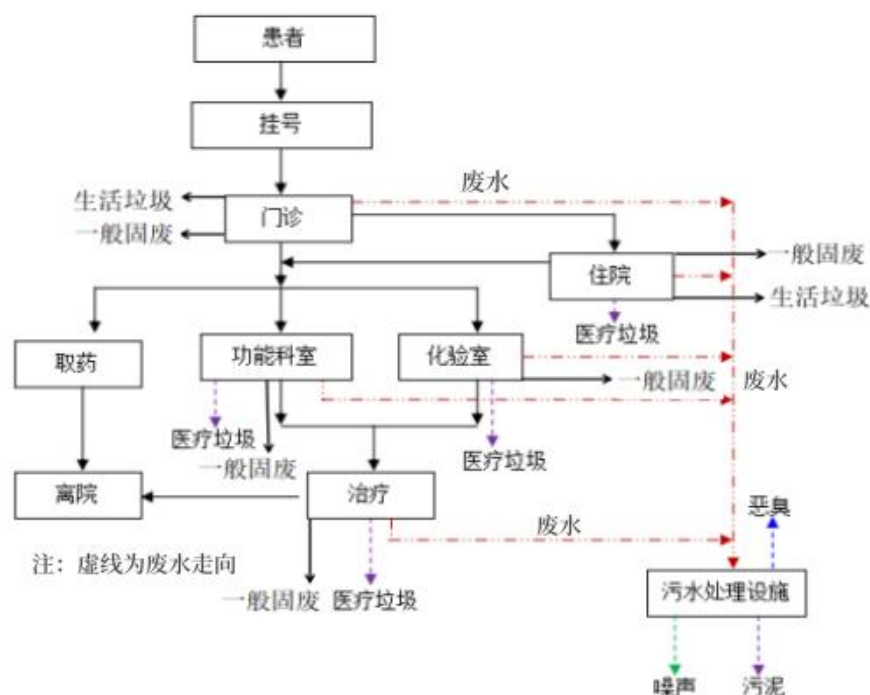 患者
挂号
废水
生活垃圾
门诊
一般固废
一般固废
住院
生活垃圾
医疗垃圾
取药
功能科室
化验室
一般固废
废水
医疗垃圾
一般固废
医疗垃圾
离院
治疗
废水
恶臭
注：虚线为废水走向
一般固废
医疗垃圾
污水处理设施
噪声
污泥